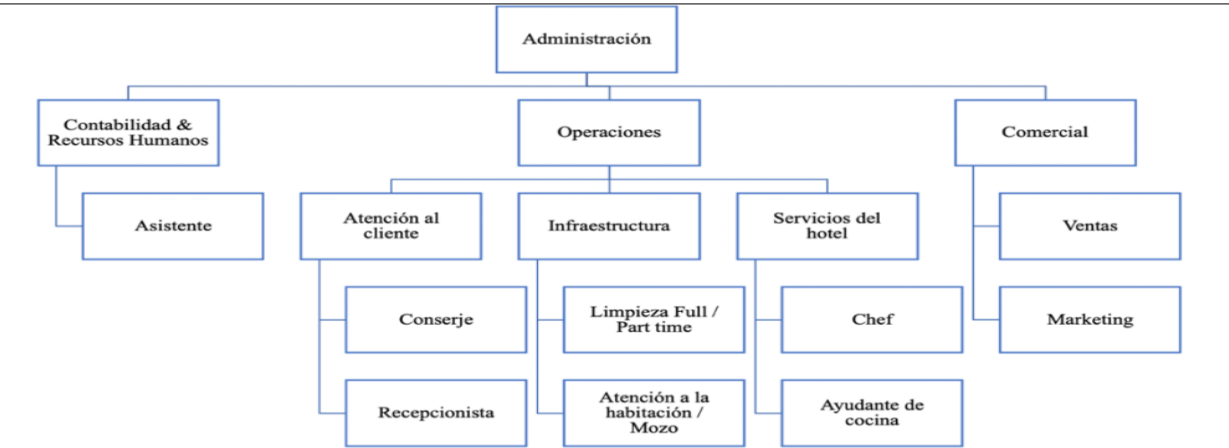 Administración
Contabilidad &
Recursos Humanos
Operaciones
Comercial
Asistente
Atención al
cliente
Infraestructura
Servicios del
hotel
Ventas
Conserje
Limpieza Full /
Part time
Chef
Marketing
Recepcionista
Atención a la
habitación /
Mozo
Ayudante de
cocina